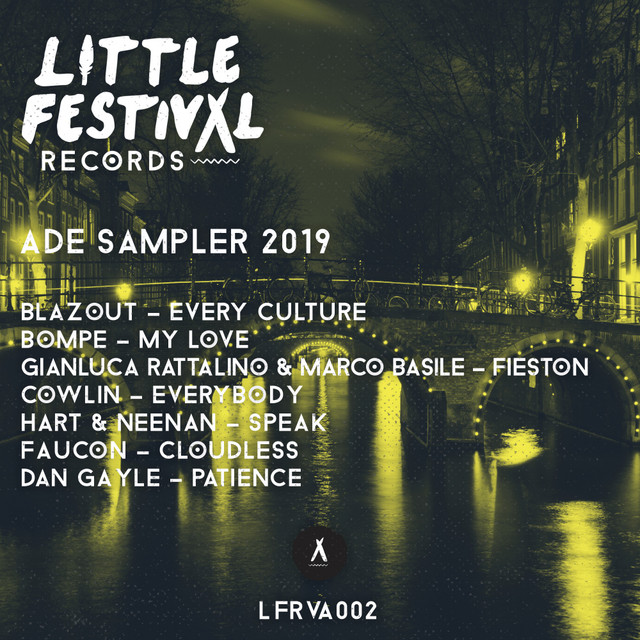 LITTLE
FESTIVAL
RECORDS
ADE SAMPLER 2019
BLAZOUT – EVERY CULTURE
BOMPE – MY LOVE
GIANLUCA RATTALINO & MARCO BASILE – FIESTON
COWLIN – EVERYBODY
HART & NEENAN – SPEAK
FAUCON – CLOUDLESS
DAN GAYLE – PATIENCE
LFRVA002